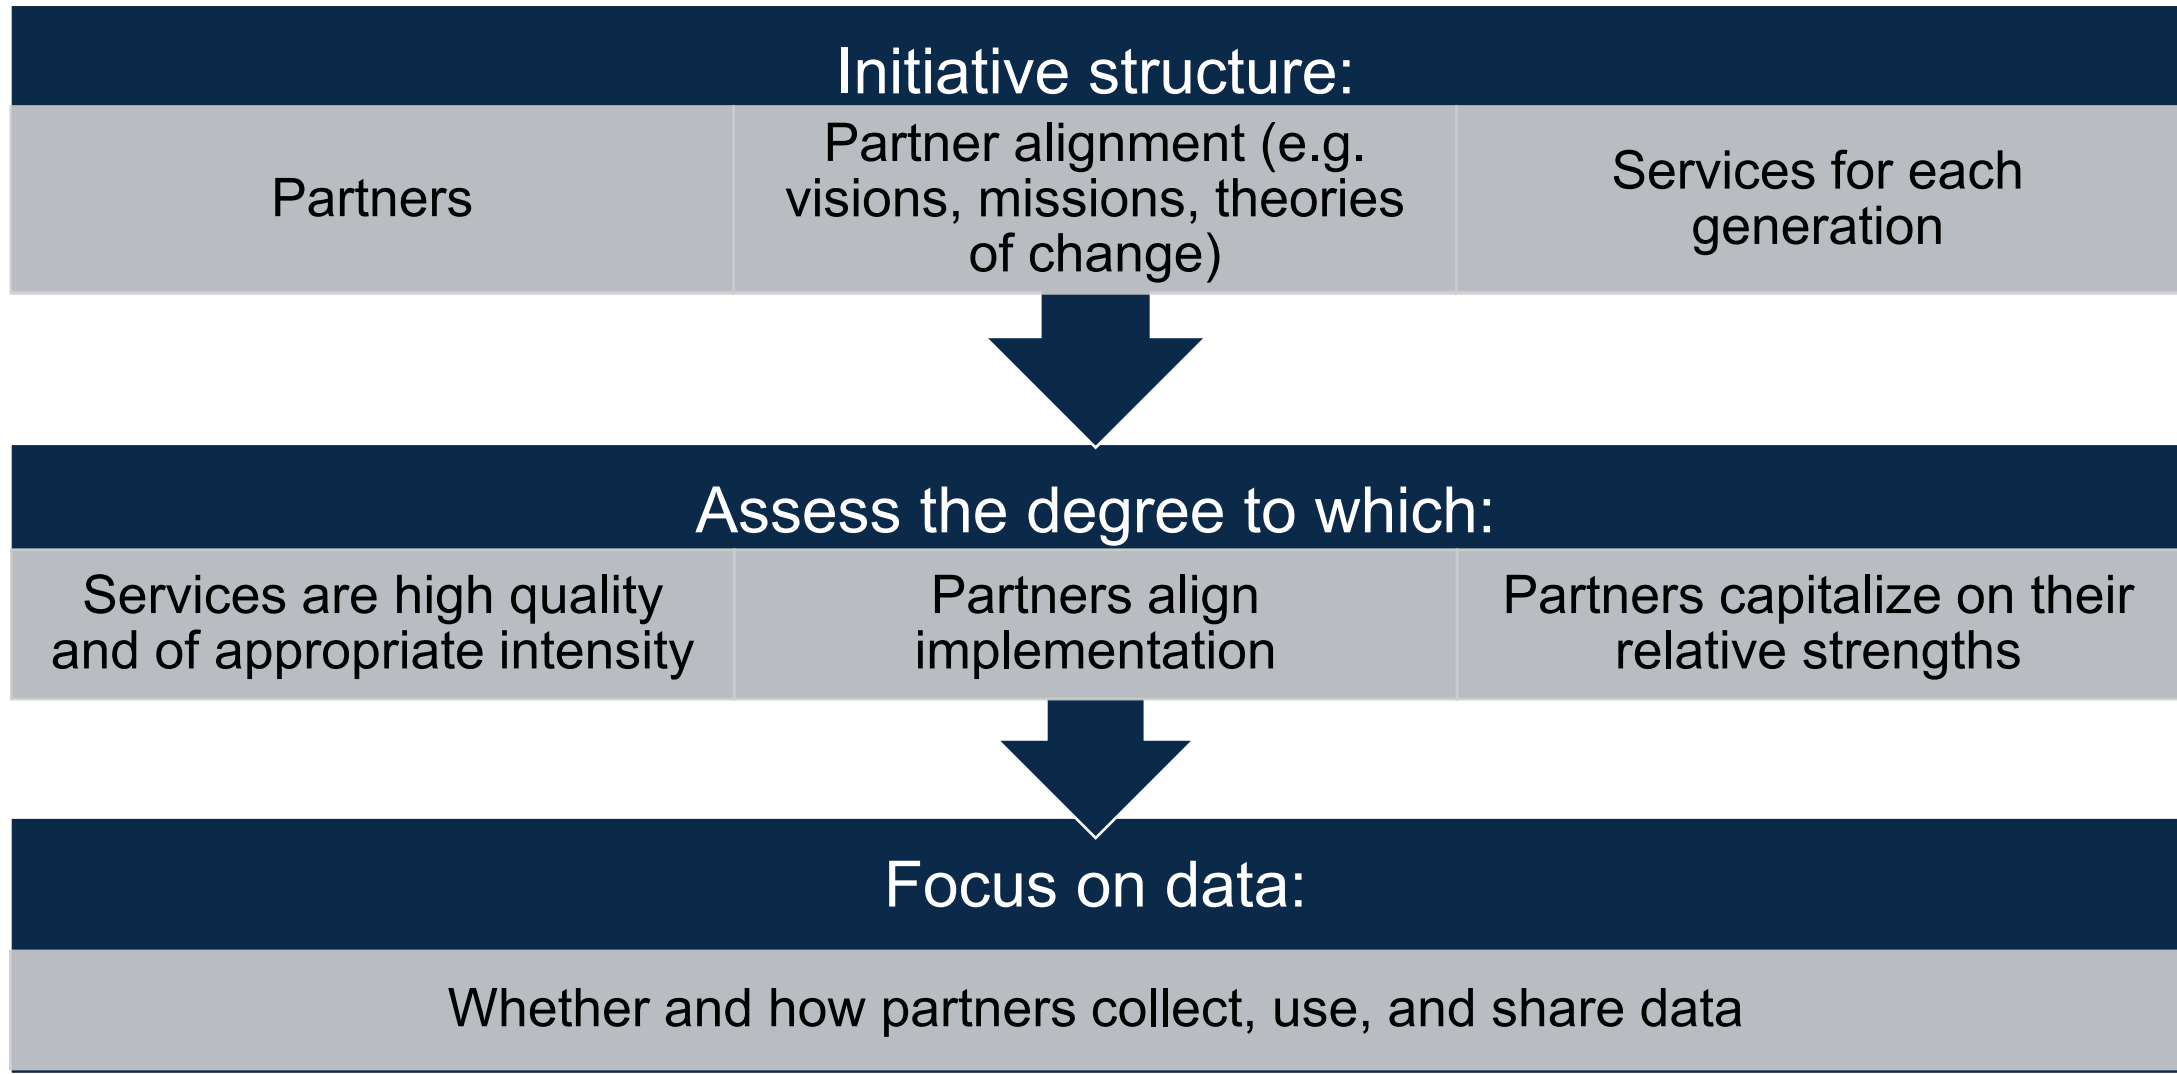 Initiative structure:
Partners
Partner alignment (e.g.
visions, missions, theories
of change)
Services for each
generation
Assess the degree to which:
Services are high quality
and of appropriate intensity
Partners align
implementation
Partners capitalize on their
relative strengths
Focus on data:
Whether and how partners collect, use, and share data